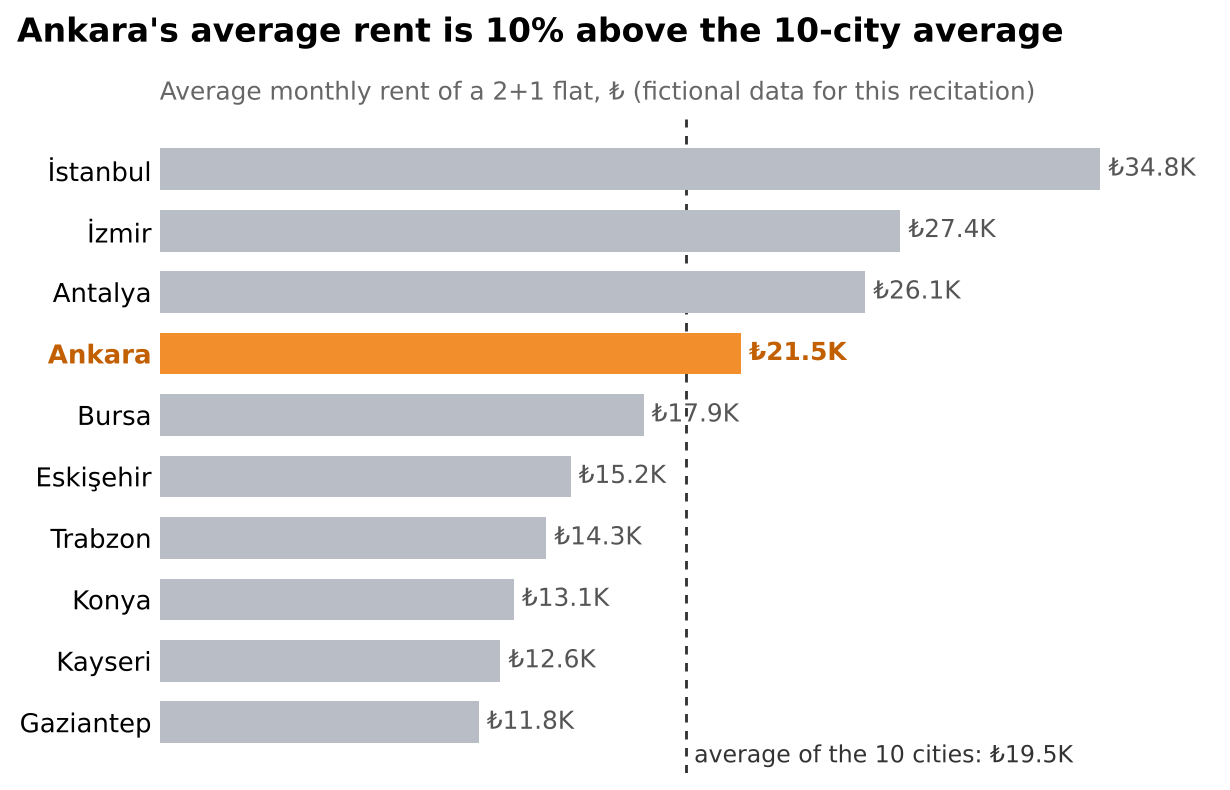 Ankara's average rent is 10% above the 10-city average
Average monthly rent of a 2+1 flat, ₺ (fictional data for this recitation)
İstanbul ₺34.8K
İzmir ₺27.4K
Antalya ₺26.1K
Ankara ₺21.5K
Bursa ₺17.9K
Eskişehir ₺15.2K
Trabzon ₺14.3K
Konya ₺13.1K
Kayseri ₺12.6K
Gaziantep ₺11.8K
average of the 10 cities: ₺19.5K